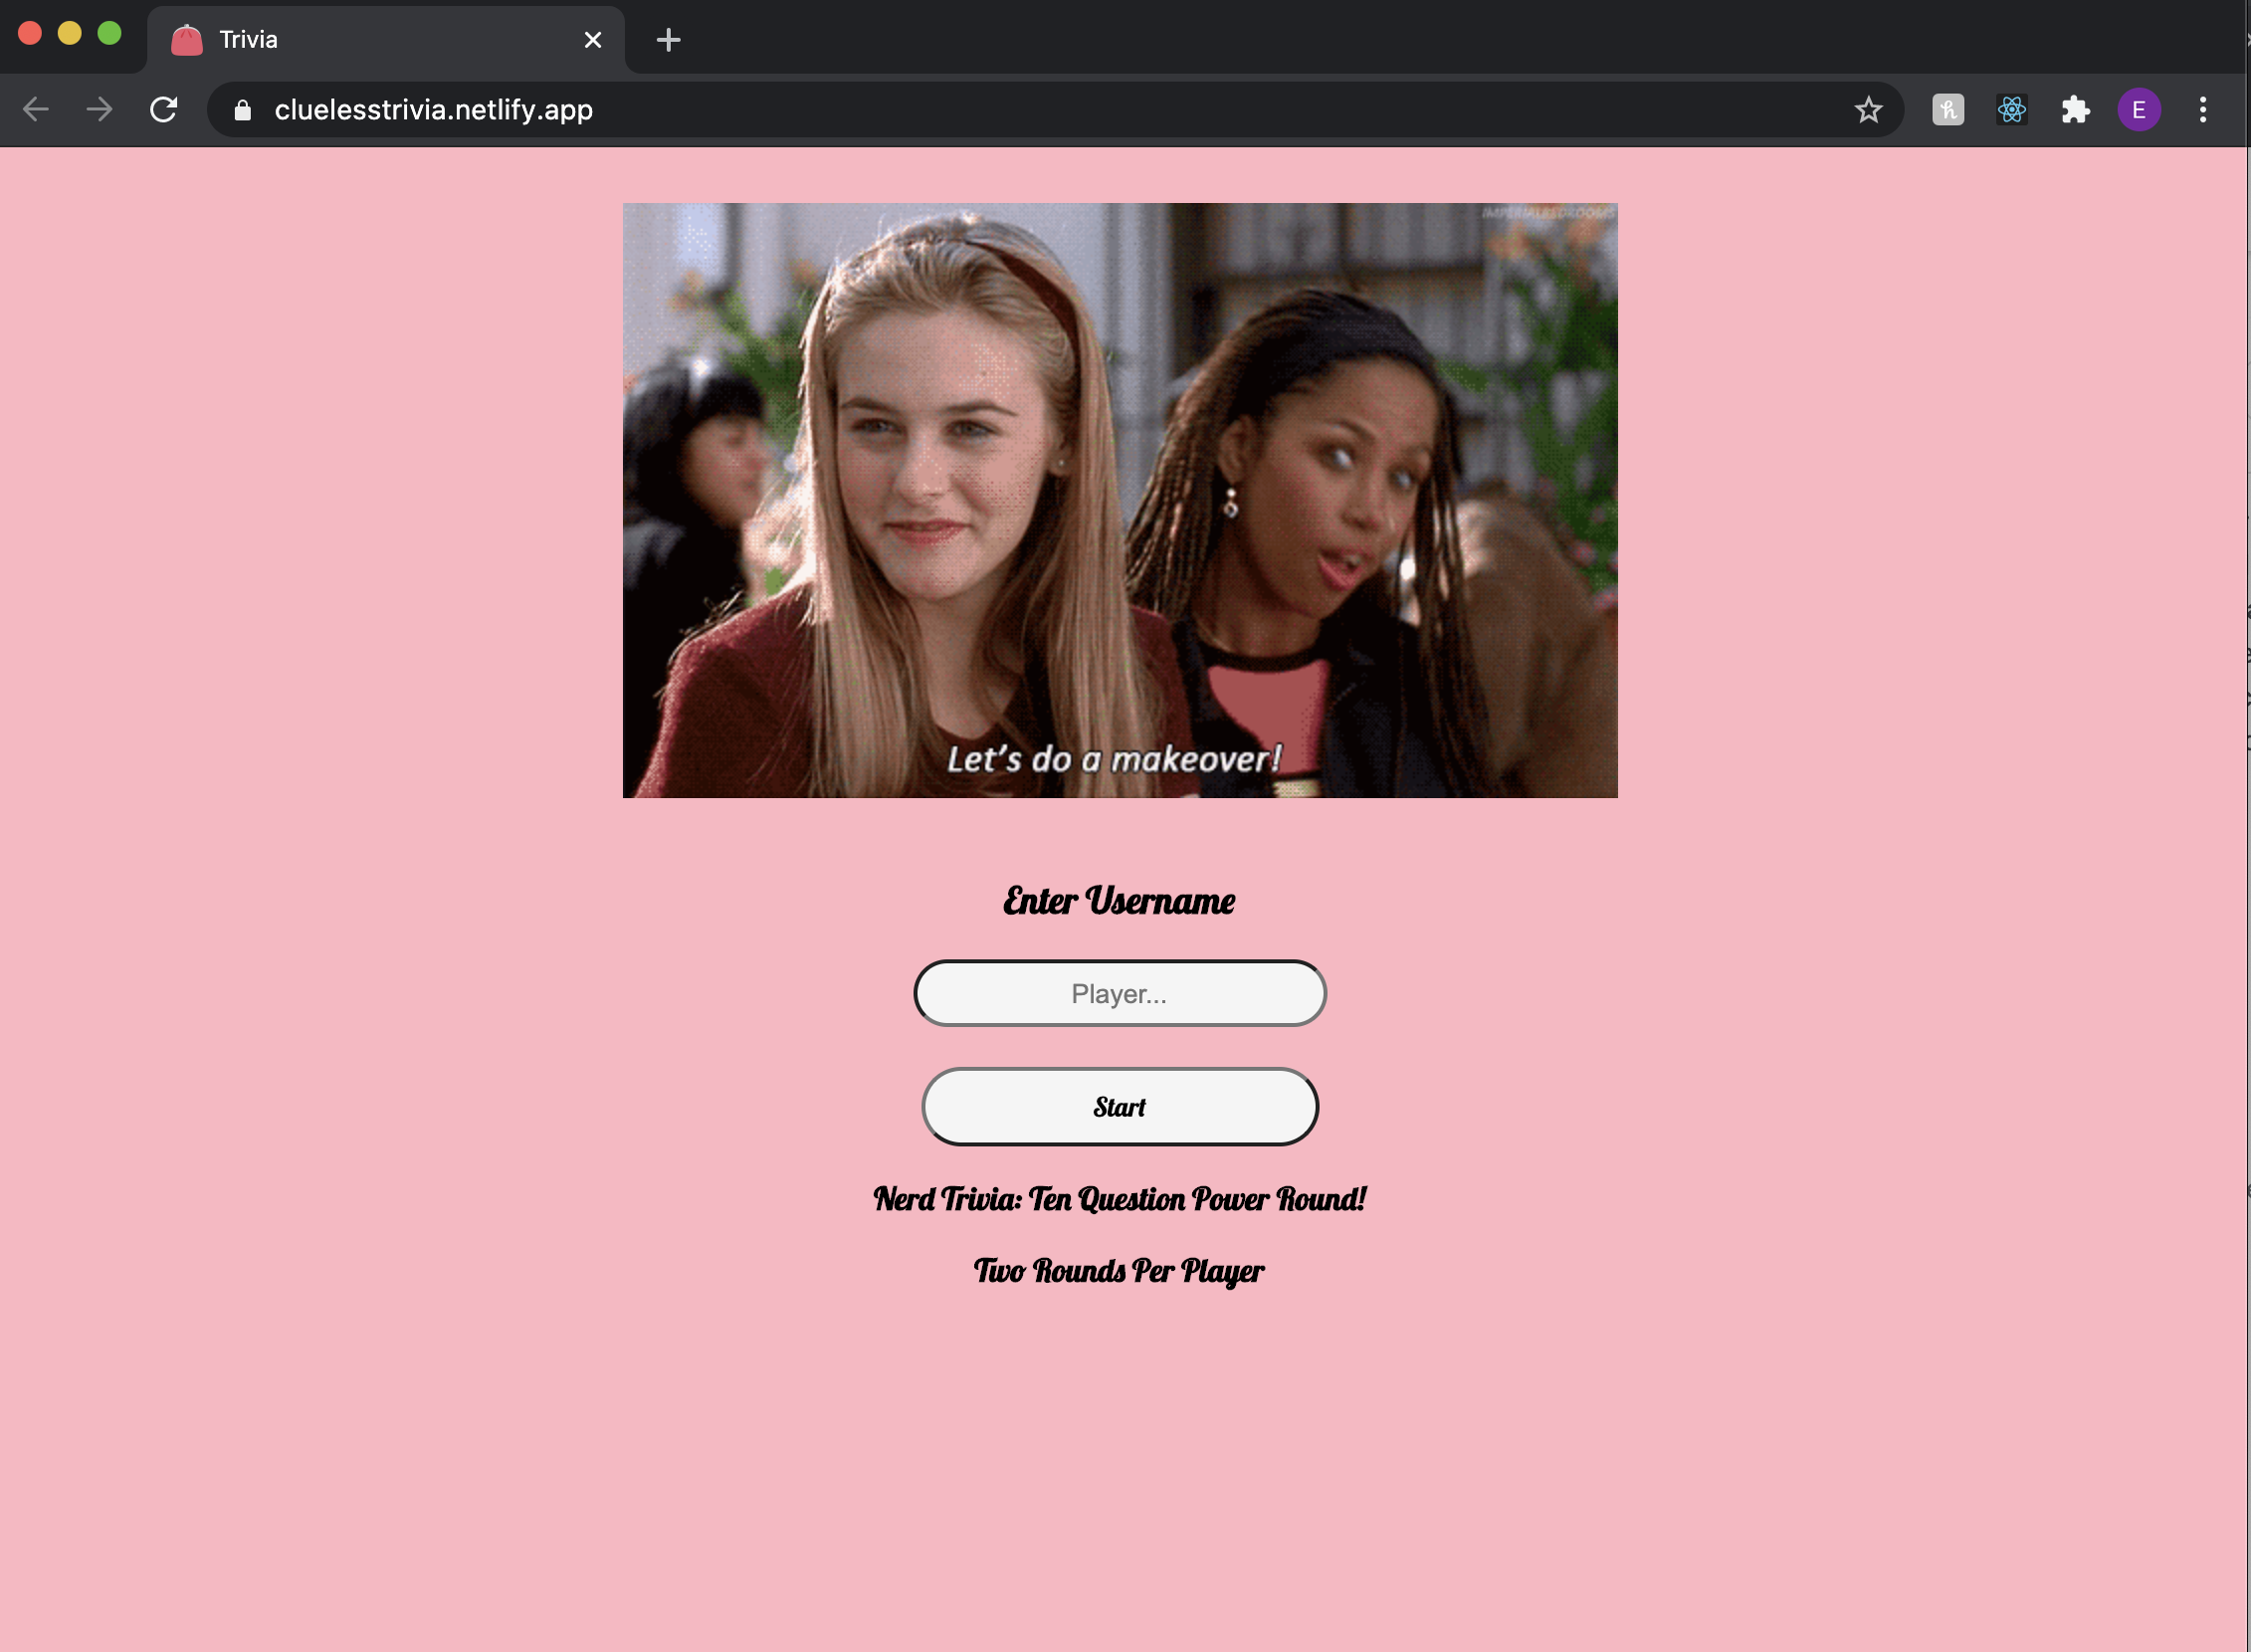 Trivia
cluelesstrivia.netlify.app
E
IMPERIALBEDROOMS
Let's do a makeover!
Enter Username
Player...
Start
Nerd Trivia: Ten Question Power Round!
Two Rounds Per Player